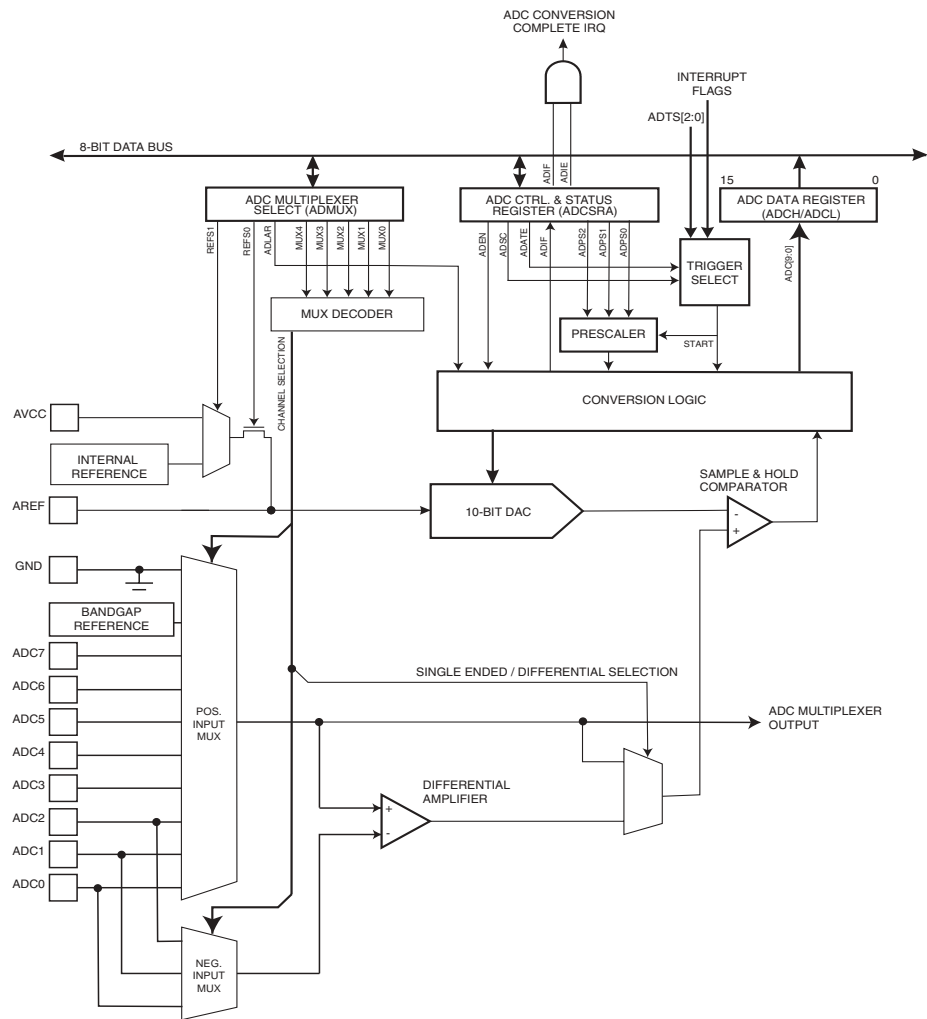 ADC CONVERSION
COMPLETE IRQ
INTERRUPT
FLAGS
ADTS[2:0]
8-BIT DATA BUS
ADIF
ADIE
15
0
ADC MULTIPLEXER
SELECT (ADMUX)
ADC CTRL. & STATUS
REGISTER (ADCSRA)
ADC DATA REGISTER
(ADCH/ADCL)
REFS1
REFS0
ADLAR
MUX4
MUX3
MUX2
MUX1
MUX0
ADEN
ADSC
ADATE
ADIF
ADPS2
ADPS1
ADPS0
TRIGGER
SELECT
ADC[9:0]
MUX DECODER
PRESCALER
START
CHANNEL SELECTION
CONVERSION LOGIC
AVCC
INTERNAL
REFERENCE
SAMPLE & HOLD
COMPARATOR
AREF
10-BIT DAC
-
+
GND
BANDGAP
REFERENCE
ADC7
SINGLE ENDED / DIFFERENTIAL SELECTION
ADC6
ADC5
POS.
INPUT
MUX
ADC MULTIPLEXER
OUTPUT
ADC4
ADC3
DIFFERENTIAL
AMPLIFIER
ADC2
+
-
ADC1
ADC0
NEG.
INPUT
MUX